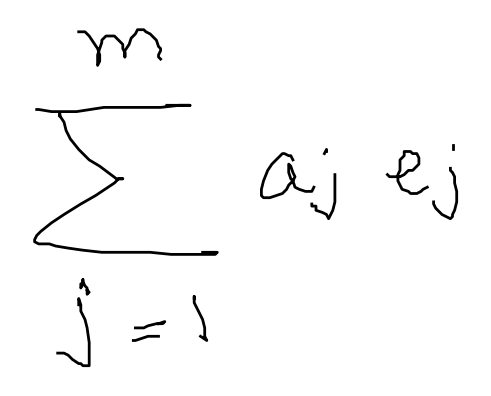 m
∑ aj ej
j = 1